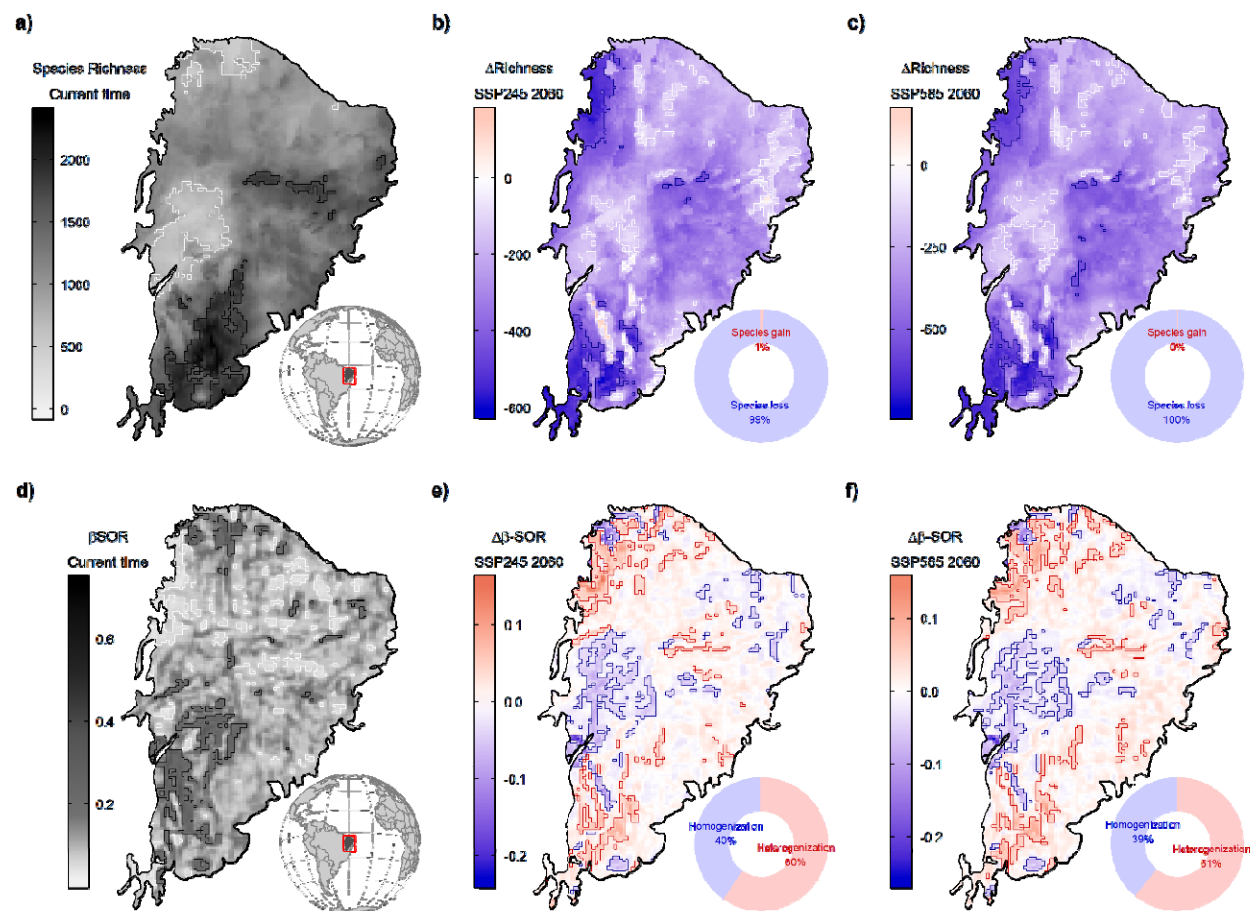 a)
Species Richness
Current time
2000
1500
1000
500
0
b)
ΔRichness
SSP245 2060
0
-200
-400
-600
Species gain
1%
Species loss
99%
c)
ΔRichness
SSP585 2060
0
-250
-500
Species gain
0%
Species loss
100%
d)
βSOR
Current time
0.6
0.4
0.2
e)
Δβ-SOR
SSP245 2060
0.1
0.0
-0.1
-0.2
Homogenization
40%
Heterogenization
60%
f)
Δβ-SOR
SSP585 2060
0.1
0.0
-0.1
-0.2
Homogenization
39%
Heterogenization
61%